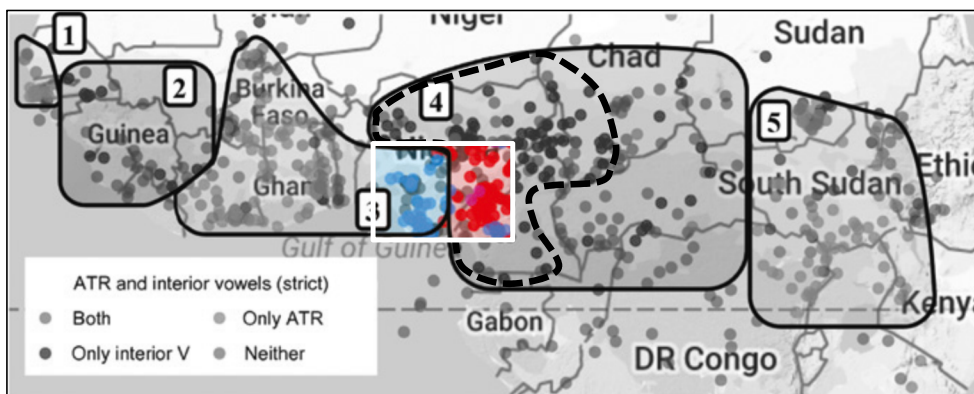 Niger
Sudan
Chad
1
2
4
5
Burkina
Faso
Guinea
Ghan
3
South Sudan
Ethi
Gulf of Guine
ATR and interior vowels (strict)
Both
Only ATR
Only interior V
Neither
Gabon
Kenya
DR Congo